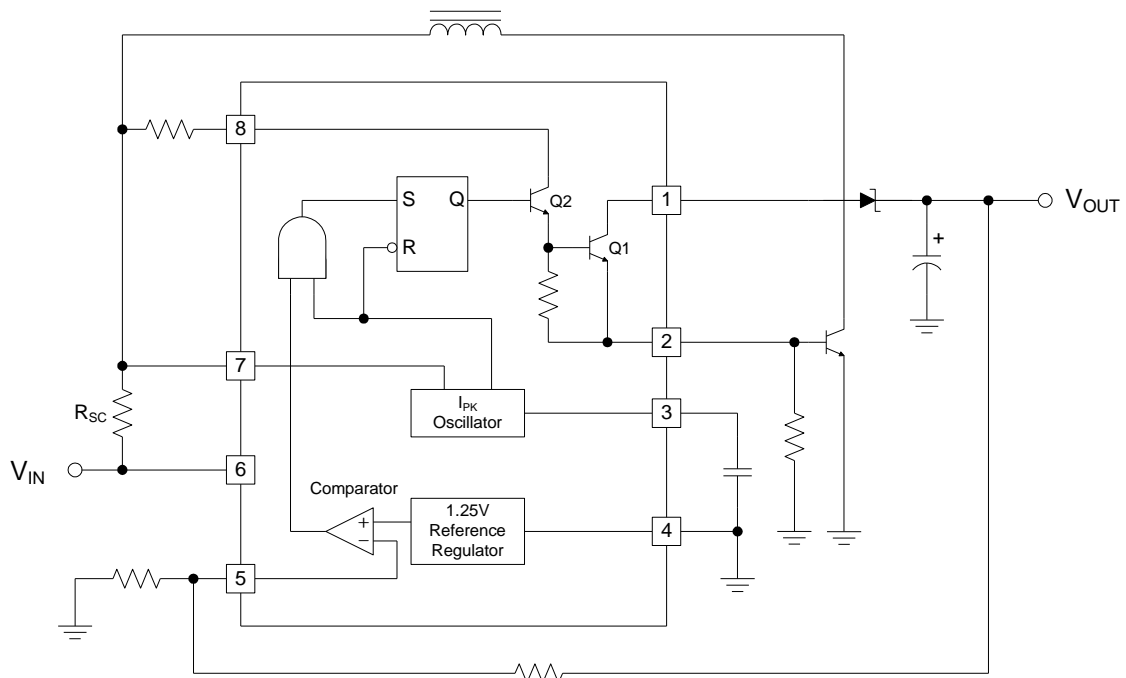 8
S
Q
Q2
1
V_OUT
R
Q1
+
2
7
R_SC
I_PK
Oscillator
3
V_IN
6
Comparator
1.25V
Reference
Regulator
+
−
4
5